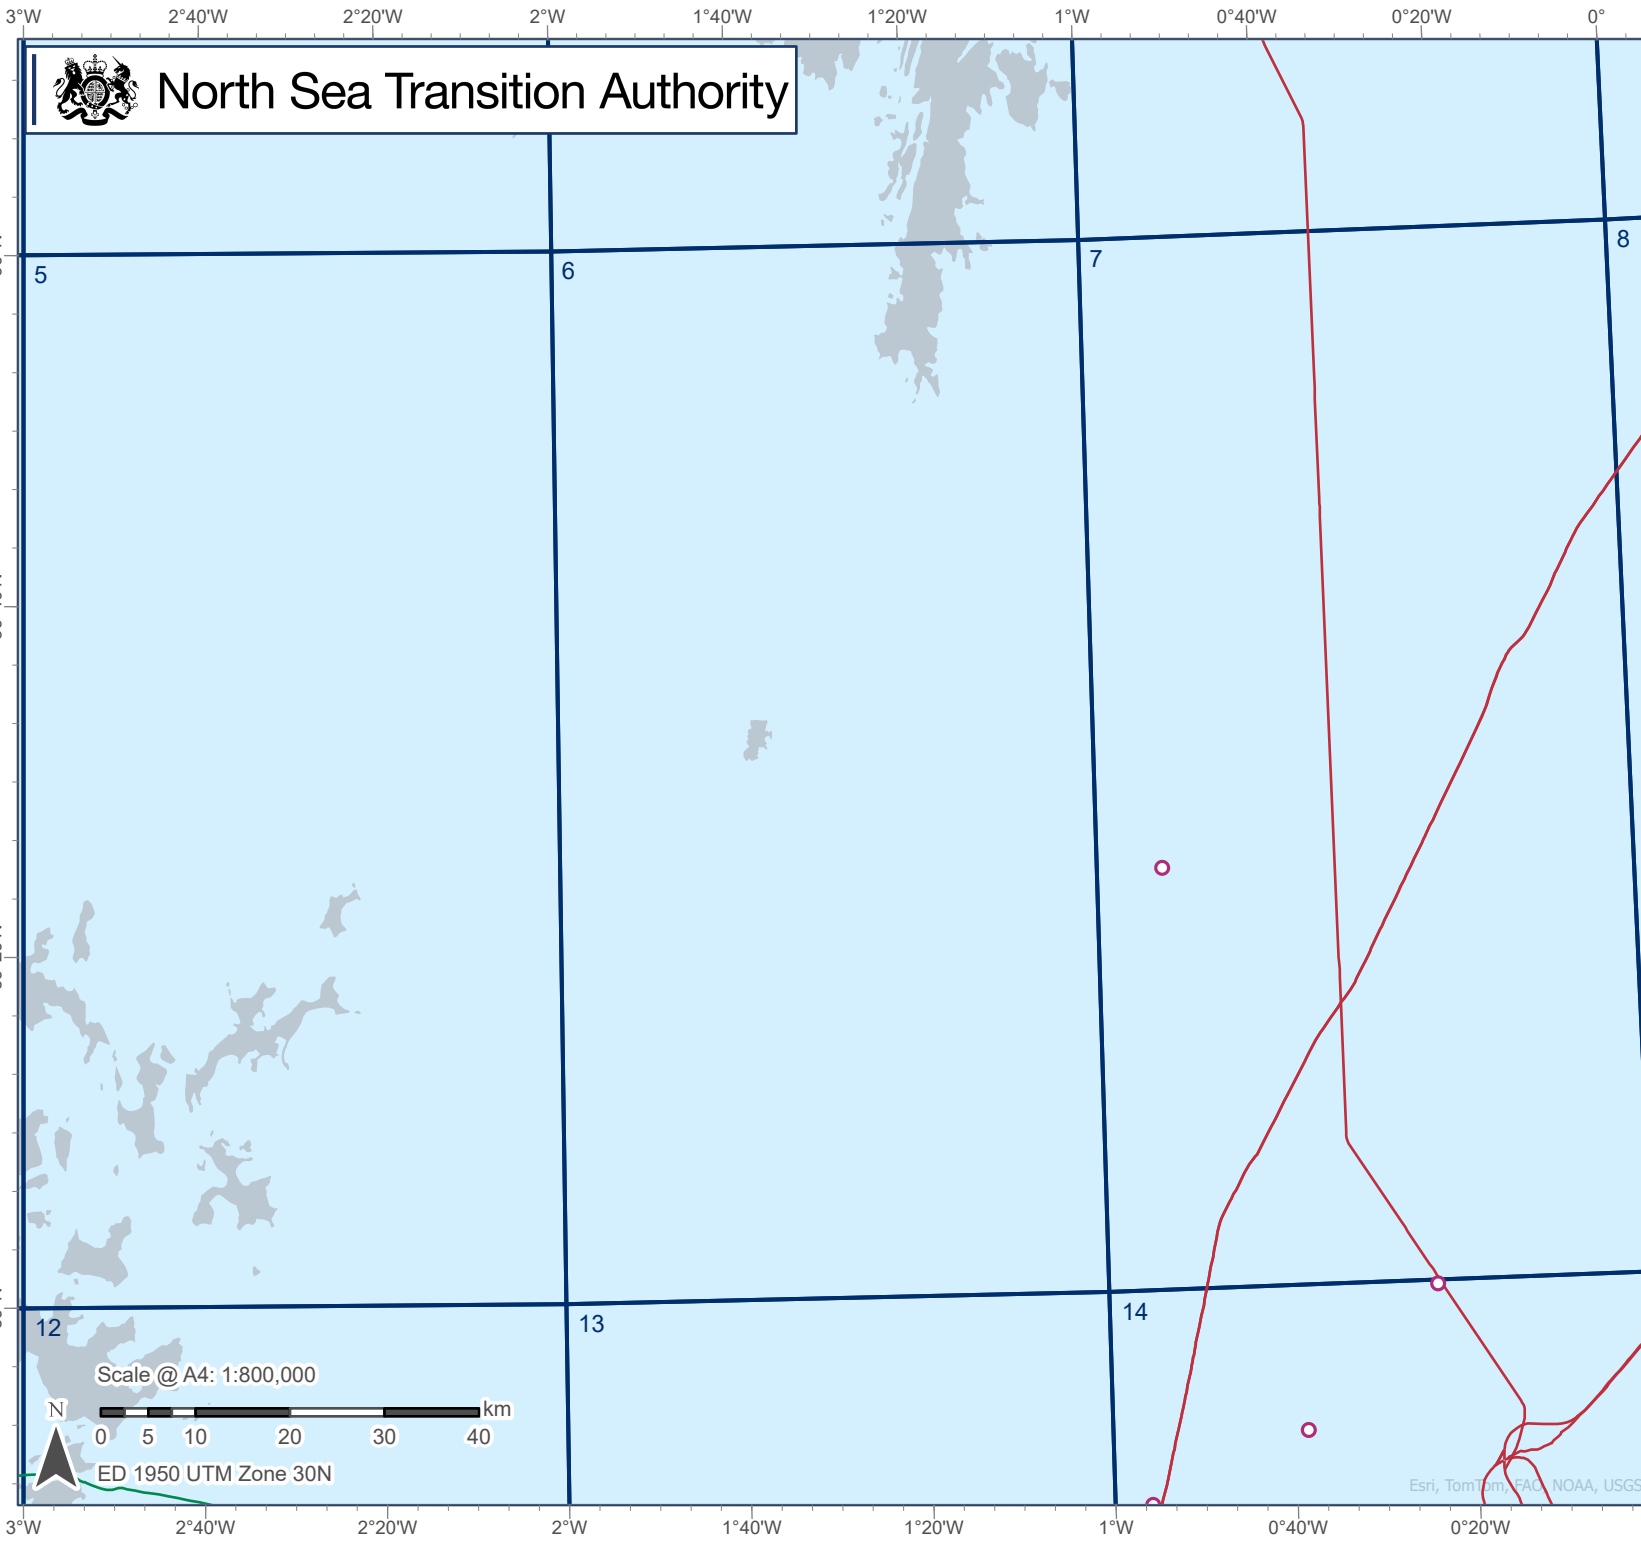 3°W 2°40'W 2°20'W 2°W 1°40'W 1°20'W 1°W 0°40'W 0°20'W 0°
North Sea Transition Authority
5 6 7 8
12 13 14
Scale @ A4: 1:800,000
N
km
0 5 10 20 30 40
ED 1950 UTM Zone 30N
Esri, TomTom, FAO, NOAA, USGS
3°W 2°40'W 2°20'W 2°W 1°40'W 1°20'W 1°W 0°40'W 0°20'W